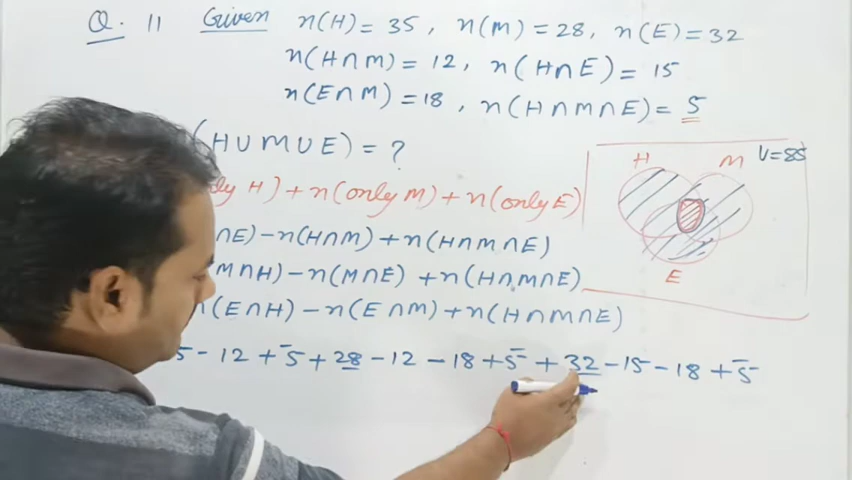 Q. 11 Given n(H) = 35, n(M) = 28, n(E) = 32
n(H∩M) = 12, n(H∩E) = 15
n(E∩M) = 18, n(H∩M∩E) = 5
(H∪M∪E) = ?
H) + n(only M) + n(only E)
∩E) - n(H∩M) + n(H∩M∩E)
M∩H) - n(M∩E) + n(H∩M∩E)
(E∩H) - n(E∩M) + n(H∩M∩E)
5 - 12 + 5 + 28 - 12 - 18 + 5 + 32 - 15 - 18 + 5
H M U=85
E